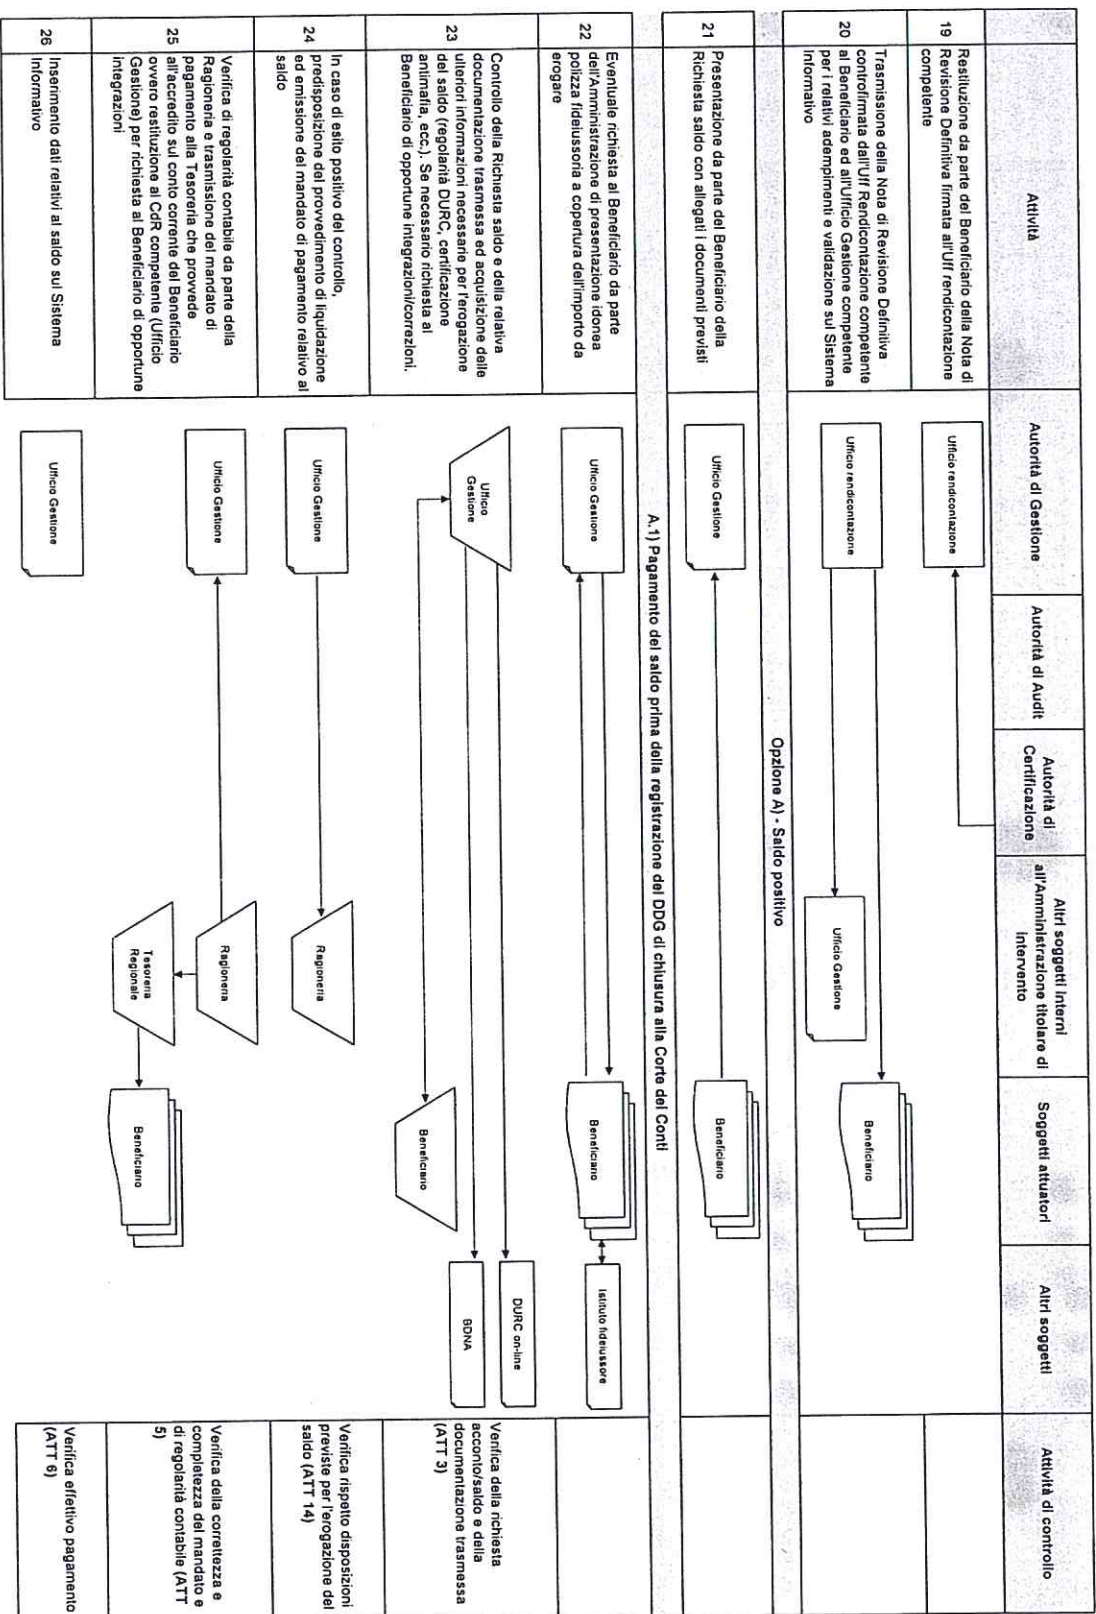 Attività
Autorità di Gestione
Autorità di Audit
Autorità di
Certificazione
Altri soggetti interni
all'Amministrazione titolare di
intervento
Soggetti attuatori
Altri soggetti
Attività di controllo
19
Restituzione da parte del Beneficiario della Nota di
Revisione Definitiva firmata all'Uff rendicontazione
competente
Ufficio rendicontazione
20
Trasmissione della Nota di Revisione Definitiva
controfirmata dall'Uff Rendicontazione competente
al Beneficiario ed all'Ufficio Gestione competente
per i relativi adempimenti e validazione sul Sistema
Informativo
Ufficio rendicontazione
Ufficio Gestione
Beneficiario
Opzione A) - Saldo positivo
21
Presentazione da parte del Beneficiario della
Richiesta saldo con allegati i documenti previsti
Ufficio Gestione
Beneficiario
A.1) Pagamento del saldo prima della registrazione del DDG di chiusura alla Corte dei Conti
22
Eventuale richiesta al Beneficiario da parte
dell'Amministrazione di presentazione idonea
polizza fideiussoria a copertura dell'importo da
erogare
Ufficio Gestione
Beneficiario
Istituto fideiussore
23
Controllo della Richiesta saldo e della relativa
documentazione trasmessa ed acquisizione delle
ulteriori informazioni necessarie per l'erogazione
del saldo (regolarità DURC, certificazione
antimafia, ecc.). Se necessario richiesta al
Beneficiario di opportune integrazioni/correzioni.
Ufficio
Gestione
Beneficiario
DURC on-line
BDNA
Verifica della richiesta
acconto/saldo e della
documentazione trasmessa
(ATT 3)
24
In caso di esito positivo del controllo,
predisposizione del provvedimento di liquidazione
ed emissione del mandato di pagamento relativo al
saldo
Ufficio Gestione
Ragioneria
Verifica rispetto disposizioni
previste per l'erogazione del
saldo (ATT 14)
25
Verifica di regolarità contabile da parte della
Ragioneria e trasmissione del mandato di
pagamento alla Tesoreria che provvede
all'accredito sul conto corrente del Beneficiario
ovvero restituzione al CdR competente (Ufficio
Gestione) per richiesta al Beneficiario di opportune
integrazioni
Ufficio Gestione
Ragioneria
Tesoreria
Regionale
Beneficiario
Verifica della correttezza e
completezza del mandato e
di regolarità contabile (ATT
5)
26
Inserimento dati relativi al saldo sul Sistema
Informativo
Ufficio Gestione
Verifica effettivo pagamento
(ATT 6)